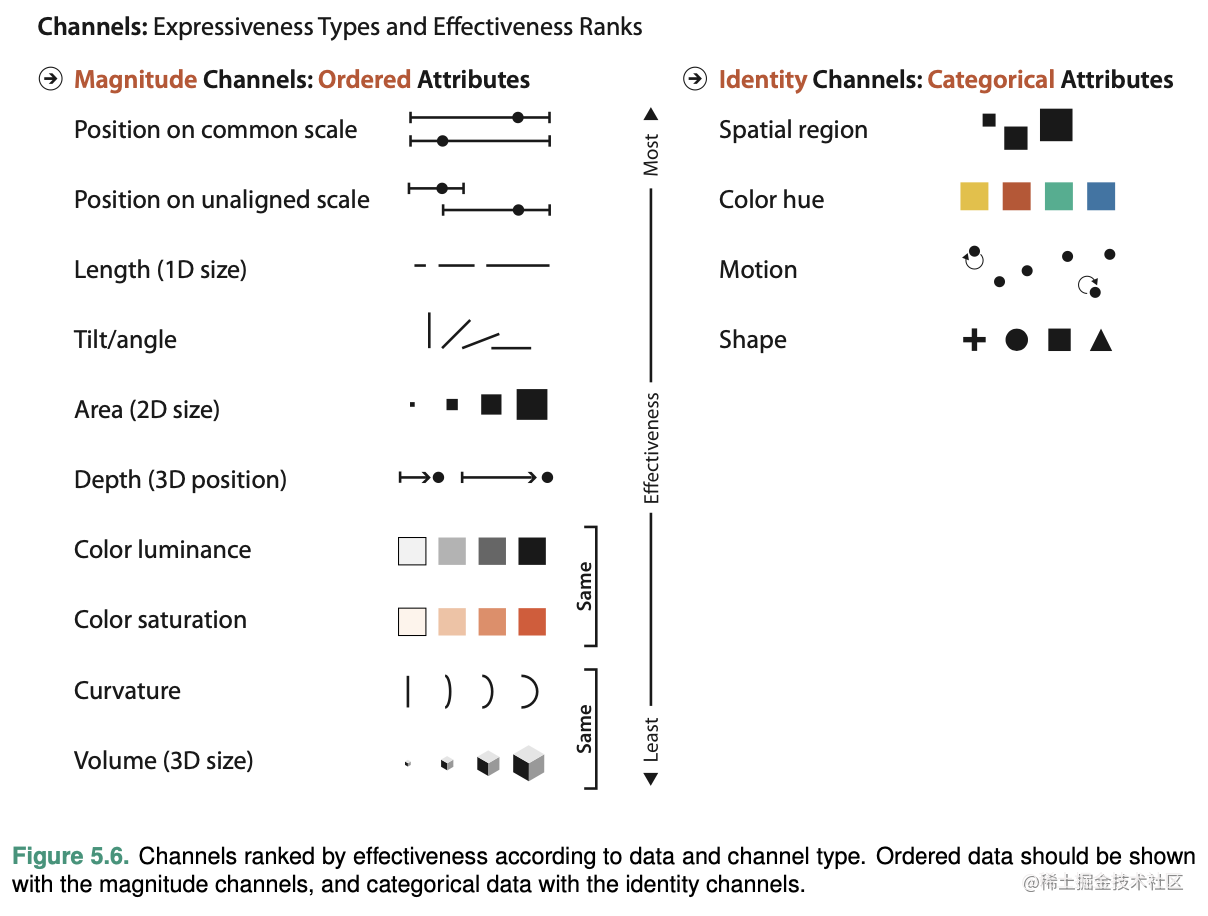 Channels: Expressiveness Types and Effectiveness Ranks
Magnitude Channels: Ordered Attributes
Position on common scale
Position on unaligned scale
Length (1D size)
Tilt/angle
Area (2D size)
Depth (3D position)
Color luminance
Color saturation
Same
Curvature
Volume (3D size)
Same
Most
Effectiveness
Least
Identity Channels: Categorical Attributes
Spatial region
Color hue
Motion
Shape
Figure 5.6. Channels ranked by effectiveness according to data and channel type. Ordered data should be shown
with the magnitude channels, and categorical data with the identity channels.
@稀土掘金技术社区